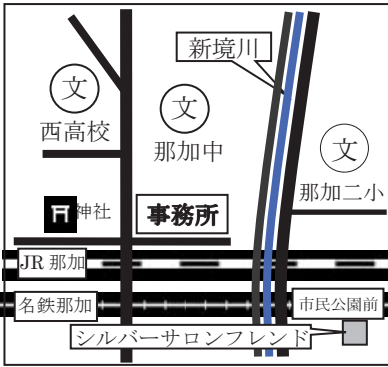 新境川
文
西高校
文
那加中
文
那加二小
神社
事務所
JR 那加
名鉄那加
市民公園前
シルバーサロンフレンド